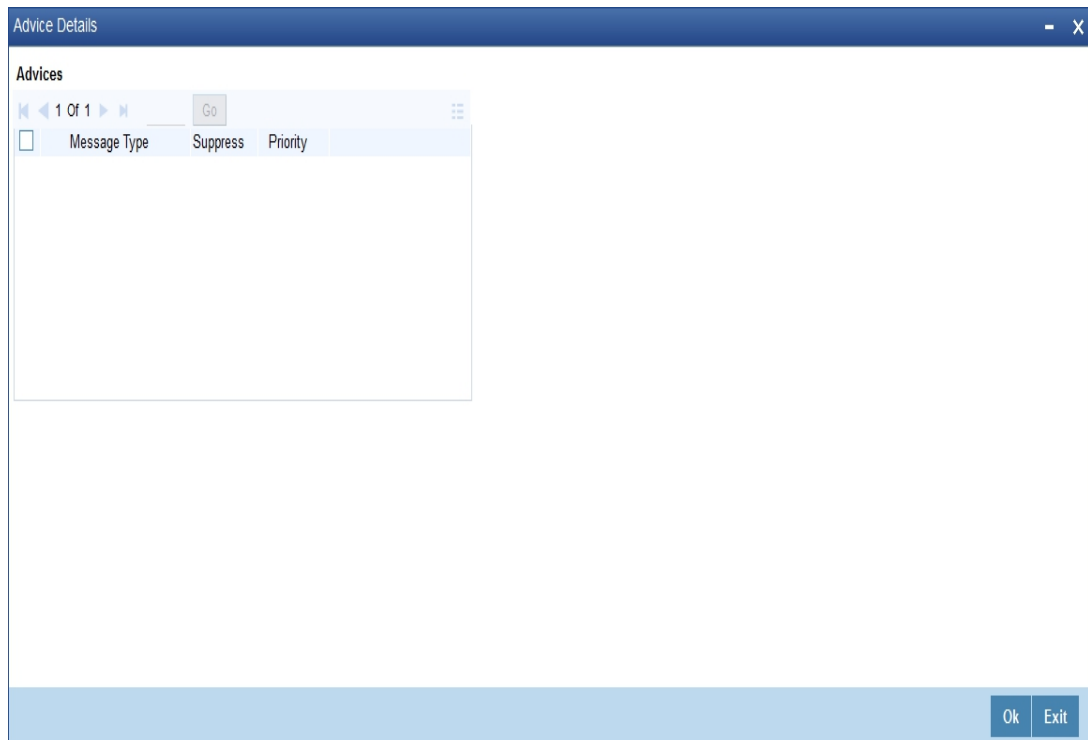 Advice Details
Advices
1 Of 1 Go
Message Type Suppress Priority
Ok Exit